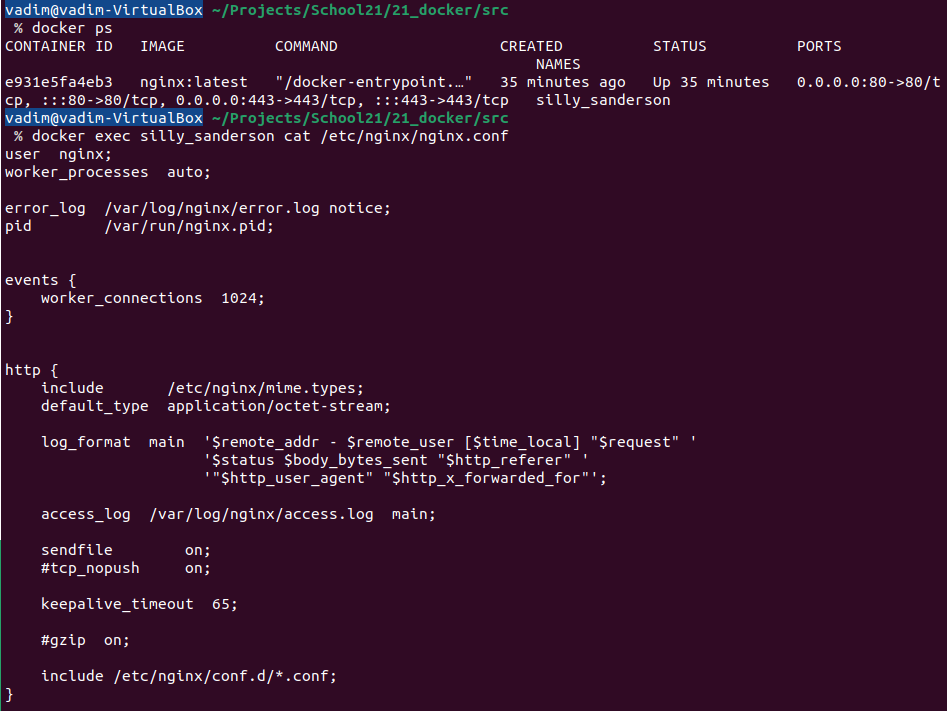 vadim@vadim-VirtualBox ~/Projects/School21/21_docker/src
% docker ps
CONTAINER ID   IMAGE          COMMAND                  CREATED          STATUS          PORTS
                                                           NAMES
e931e5fa4eb3   nginx:latest   "/docker-entrypoint.…"   35 minutes ago   Up 35 minutes   0.0.0.0:80->80/t
cp, :::80->80/tcp, 0.0.0.0:443->443/tcp, :::443->443/tcp   silly_sanderson
vadim@vadim-VirtualBox ~/Projects/School21/21_docker/src
% docker exec silly_sanderson cat /etc/nginx/nginx.conf
user  nginx;
worker_processes  auto;

error_log  /var/log/nginx/error.log notice;
pid        /var/run/nginx.pid;


events {
    worker_connections  1024;
}


http {
    include       /etc/nginx/mime.types;
    default_type  application/octet-stream;

    log_format  main  '$remote_addr - $remote_user [$time_local] "$request" '
                      '$status $body_bytes_sent "$http_referer" '
                      '"$http_user_agent" "$http_x_forwarded_for"';

    access_log  /var/log/nginx/access.log  main;

    sendfile        on;
    #tcp_nopush     on;

    keepalive_timeout  65;

    #gzip  on;

    include /etc/nginx/conf.d/*.conf;
}